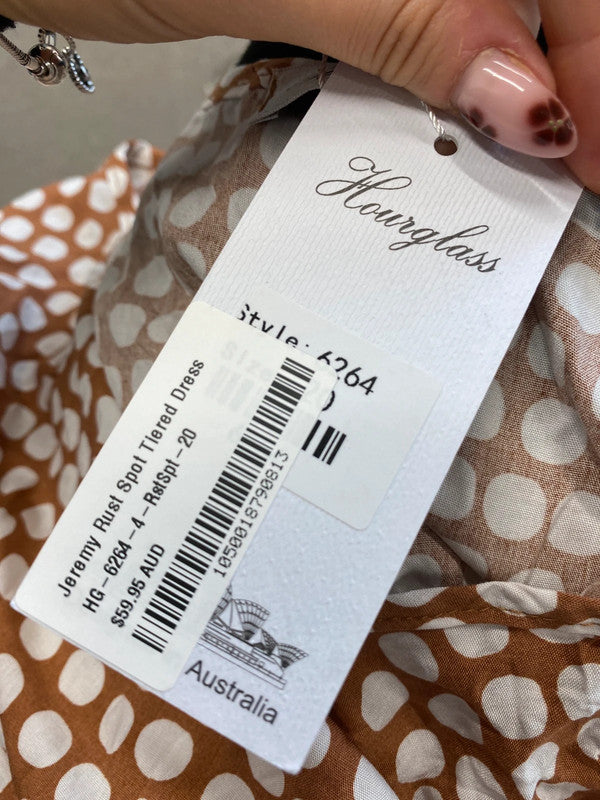 Hourglass
Style: 6264
Jeremy Rust Spot Tiered Dress
HG-6264-4-RstSpt-20
$59.95 AUD
1050018790813
Australia